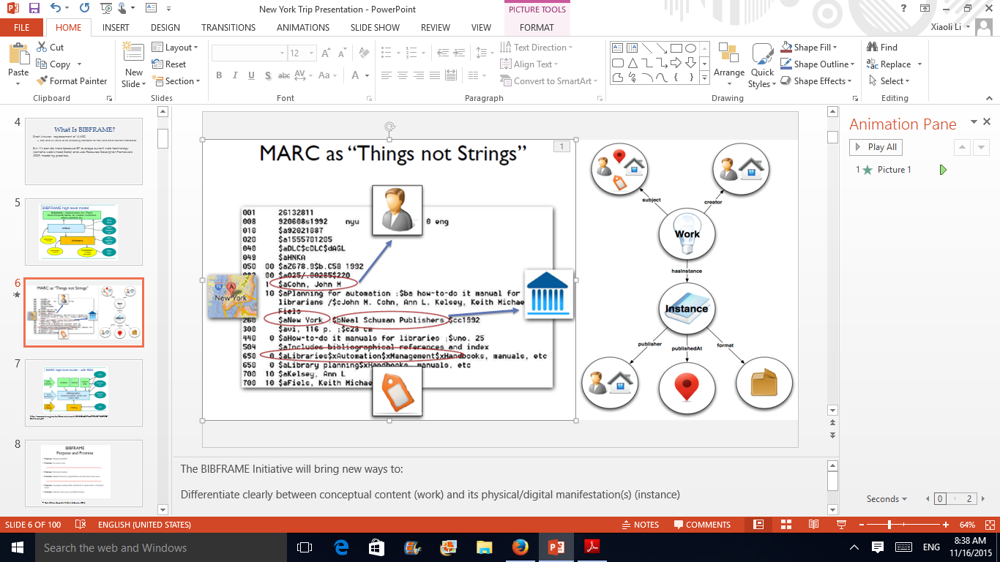 New York Trip Presentation - PowerPoint
PICTURE TOOLS
?
FILE
HOME
INSERT
DESIGN
TRANSITIONS
ANIMATIONS
SLIDE SHOW
REVIEW
VIEW
FORMAT
Xiaoli Li
Paste
Cut
Copy
Format Painter
Clipboard
New Slide
Layout
Reset
Section
Slides
12
B I U S abc AV Aa A
Font
Text Direction
Align Text
Convert to SmartArt
Paragraph
Arrange
Quick Styles
Shape Fill
Shape Outline
Shape Effects
Drawing
Find
Replace
Select
Editing
4
What Is BIBFRAME?
5
BIBFRAME high level model
6
MARC as "Things not Strings"
7
MARC high level model - with RDA
8
BIBFRAME
Purpose and Promise
MARC as “Things not Strings”
1
001 26132811
008 920608s1992 nyu 0 eng
010 $a92021087
020 $a1555701205
040 $aDLC$cDLC$dAGL
049 $aHNKA
050 00 $aZ678.9$b.C58 1992
082 00 $a025/.00285$220
1 $aCohn, John M
10 $aPlanning for automation :$ba how-to-do it manual for
librarians /$cJohn M. Cohn, Ann L. Kelsey, Keith Michae
Fiels
260 $aNew York :$bNeal Schuman Publishers,$cc1992
300 $avi, 116 p. ;$c28 cm
440 0 $aHow-to-do it manuals for libraries ;$vno. 25
504 $aIncludes bibliographical references and index
650 0 $aLibraries$xAutomation$xManagement$xHandbooks, manuals, etc
650 0 $aLibrary planning$xHandbooks, manuals, etc
700 10 $aKelsey, Ann L
700 10 $aFiels, Keith Michae
A
New York
subject
creator
Work
hasInstance
Instance
publisher
publishedAt
format
The BIBFRAME Initiative will bring new ways to:
Differentiate clearly between conceptual content (work) and its physical/digital manifestation(s) (instance)
Animation Pane
Play All
1 Picture 1
Seconds
0 2
SLIDE 6 OF 100
ENGLISH (UNITED STATES)
NOTES
COMMENTS
64%
Search the web and Windows
ENG
8:38 AM
11/16/2015